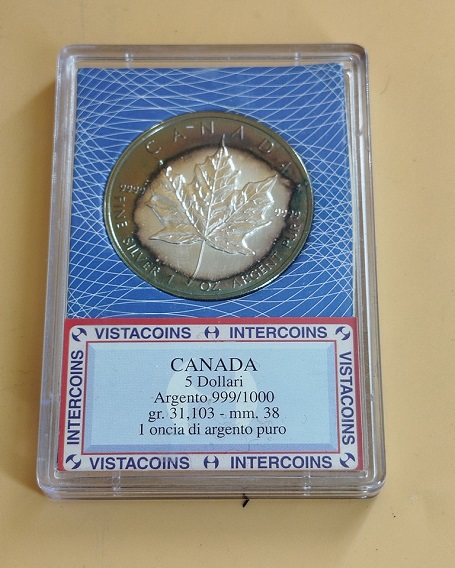 CANADA
9999 9999
FINE SILVER 1 OZ ARGENT PUR
VISTACOINS INTERCOINS
INTERCOINS
VISTACOINS
CANADA
5 Dollari
Argento 999/1000
gr. 31,103 - mm. 38
1 oncia di argento puro
VISTACOINS INTERCOINS